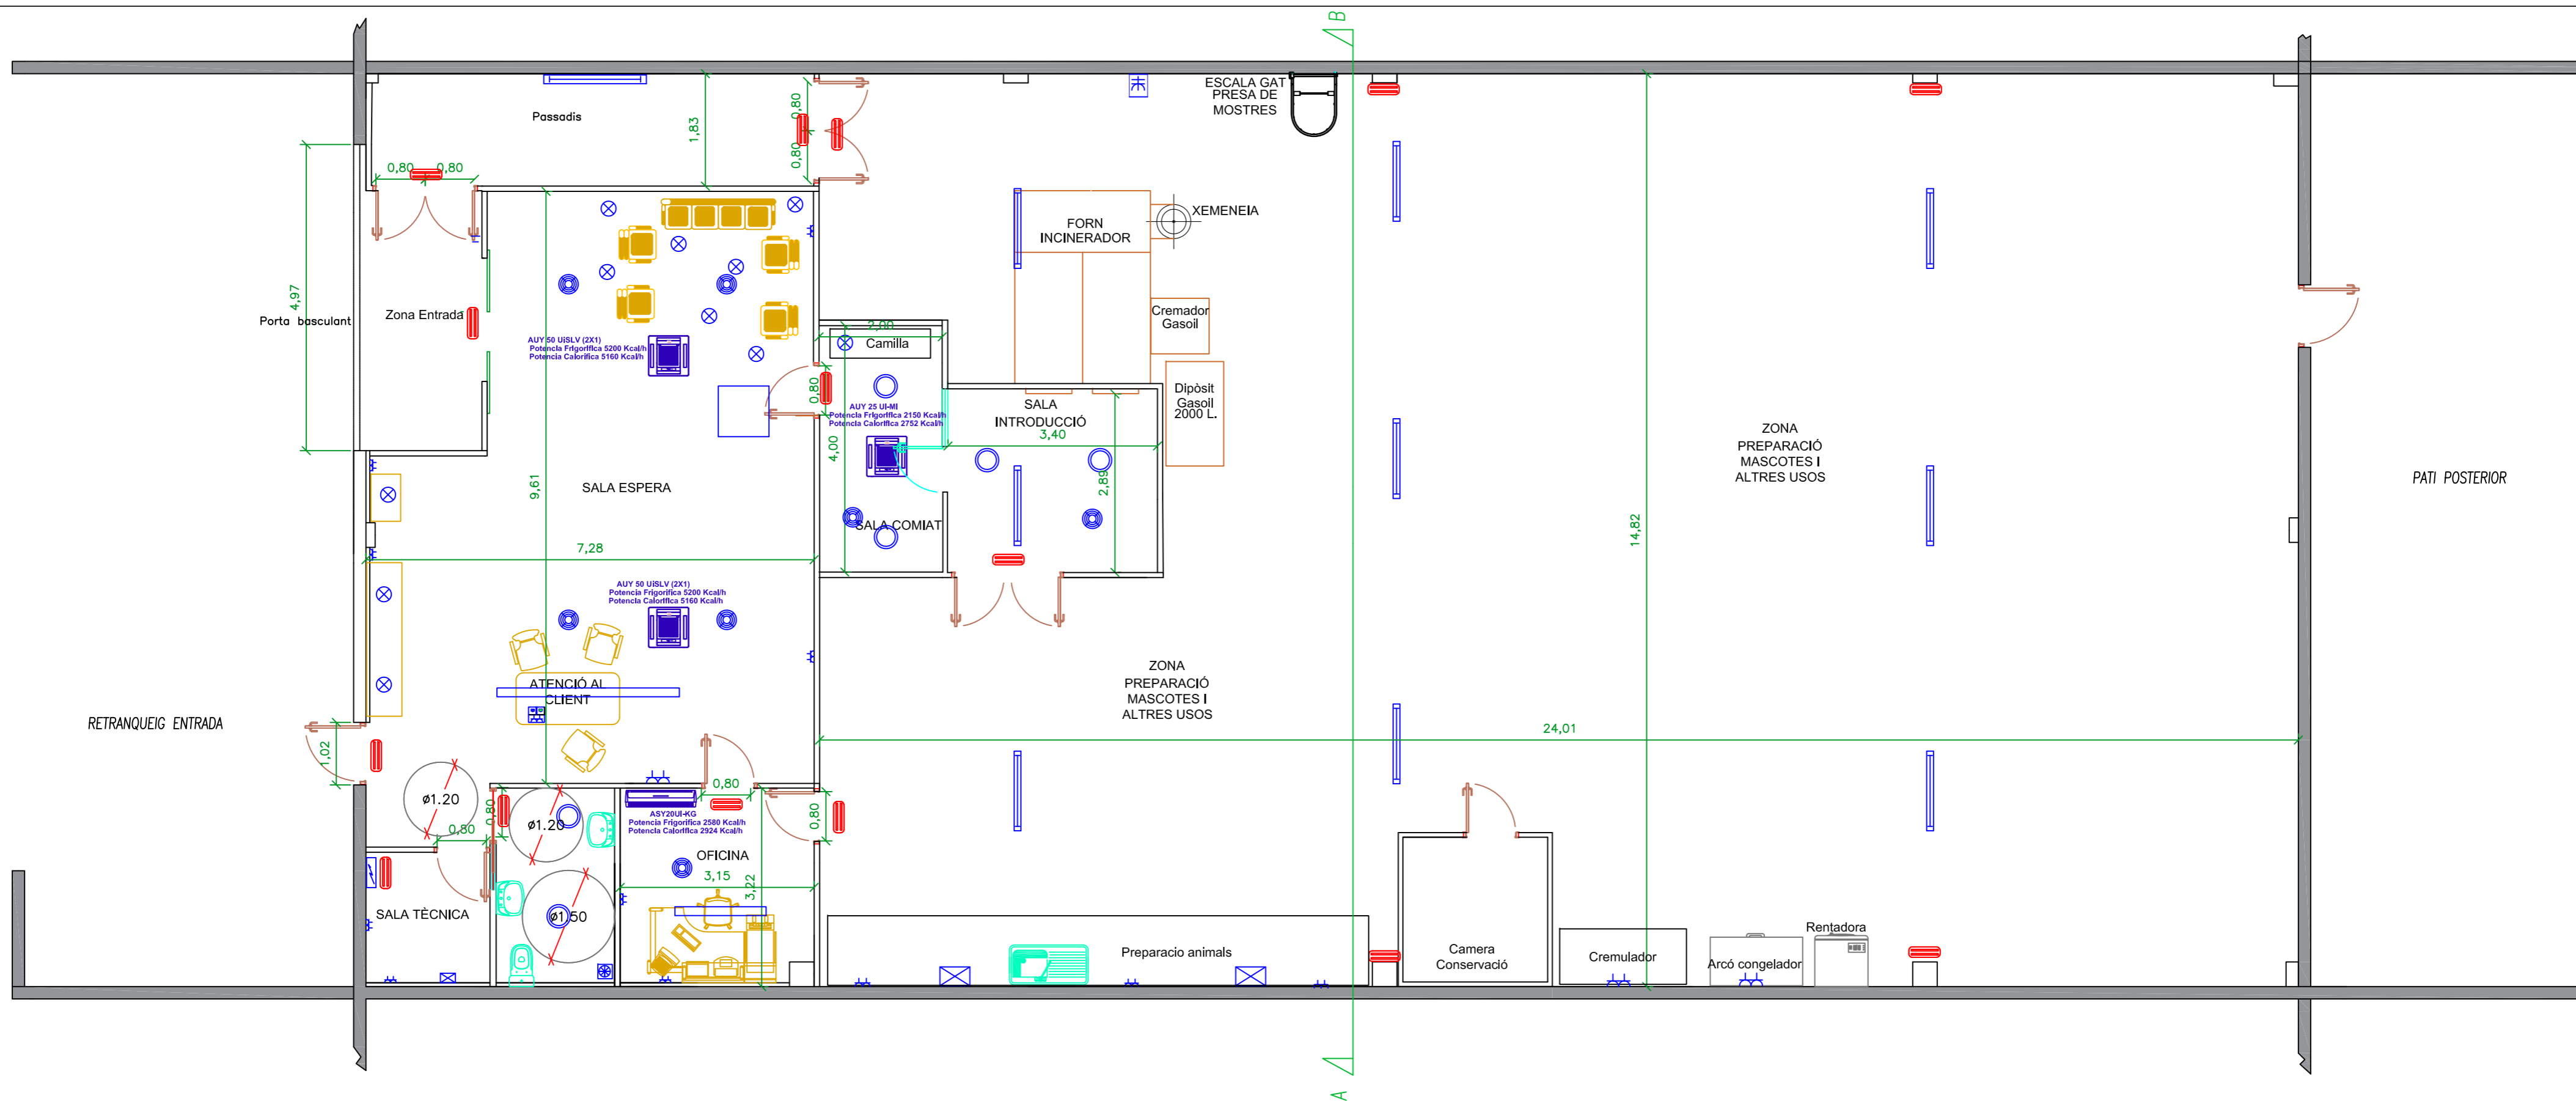 B
ESCALA GAT
PRESA DE
MOSTRES
Passadis
0,80
0,80
1,83
0,80 0,80
4,97
Porta basculant
Zona Entrada
XEMENEIA
FORN
INCINERADOR
Cremador
Gasoil
Dipòsit
Gasoil
2000 L.
AUY 50 UiSLV (2X1)
Potencia Frigorifica 5200 Kcal/h
Potencia Calorifica 5160 Kcal/h
2,00
Camilla
0,80
AUY 25 UI-MI
Potencia Frigorifica 2150 Kcal/h
Potencia Calorifica 2752 Kcal/h
4,00
SALA
INTRODUCCIÓ
3,40
2,89
ZONA
PREPARACIÓ
MASCOTES I
ALTRES USOS
PATI POSTERIOR
9,61
SALA ESPERA
SALA COMIAT
14,82
7,28
AUY 50 UiSLV (2X1)
Potencia Frigorifica 5200 Kcal/h
Potencia Calorifica 5160 Kcal/h
ATENCIÓ AL
CLIENT
ZONA
PREPARACIÓ
MASCOTES I
ALTRES USOS
RETRANQUEIG ENTRADA
1,02
24,01
ø1.20
0,80
0,80
ø1.20
0,80
ASY20UI-KG
Potencia Frigorifica 2580 Kcal/h
Potencia Calorifica 2924 Kcal/h
0,80
OFICINA
3,15
3,22
SALA TÈCNICA
ø1.50
Preparacio animals
Camera
Conservació
Cremulador
Arcó congelador
Rentadora
A